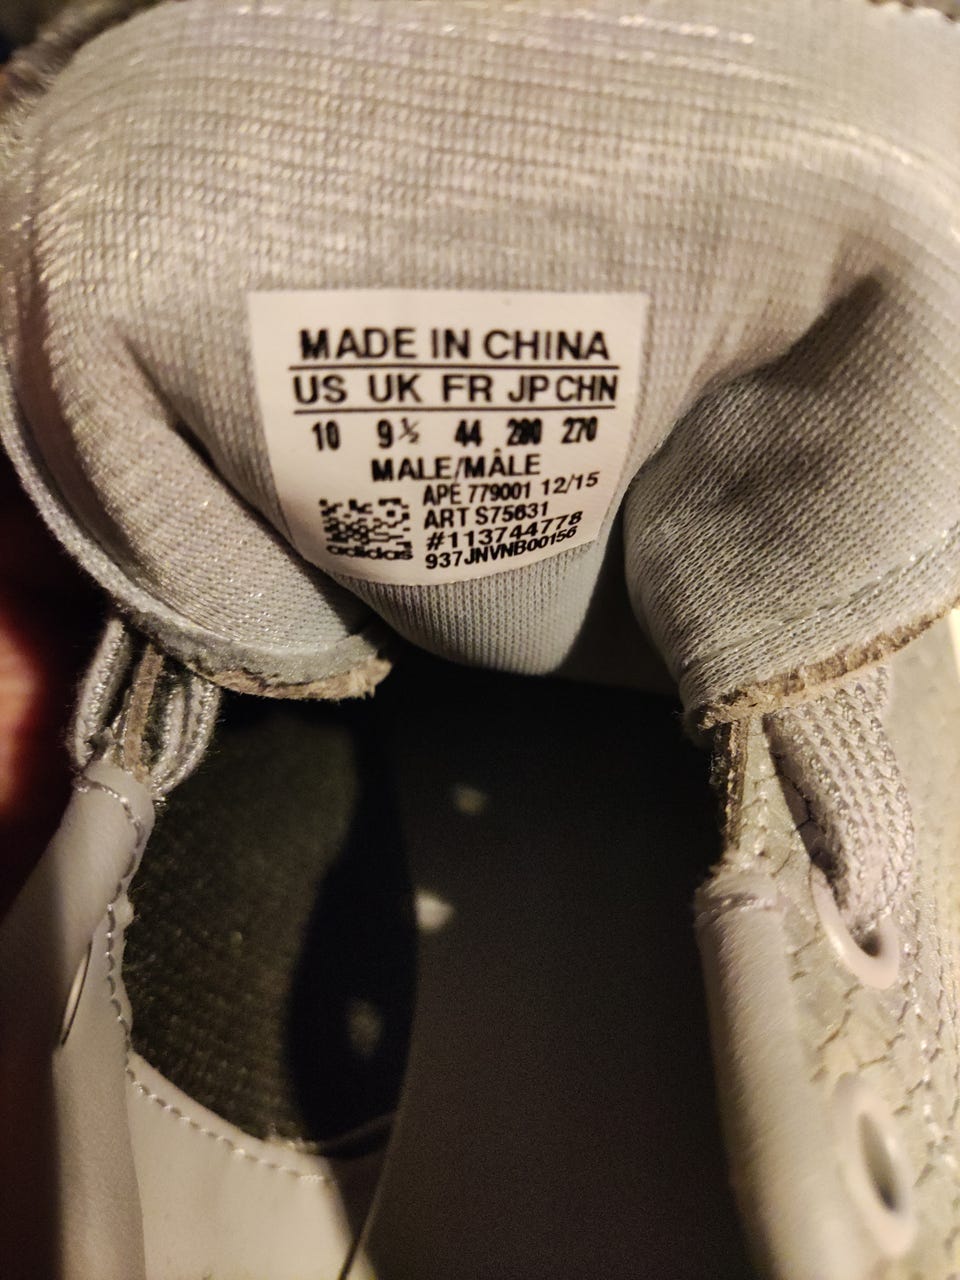 MADE IN CHINA
US UK FR JP CHN
10 9½ 44 280 270
MALE/MÂLE
APE 779001 12/15
ART S75631
#113744778
937JNVNB00156
adidas